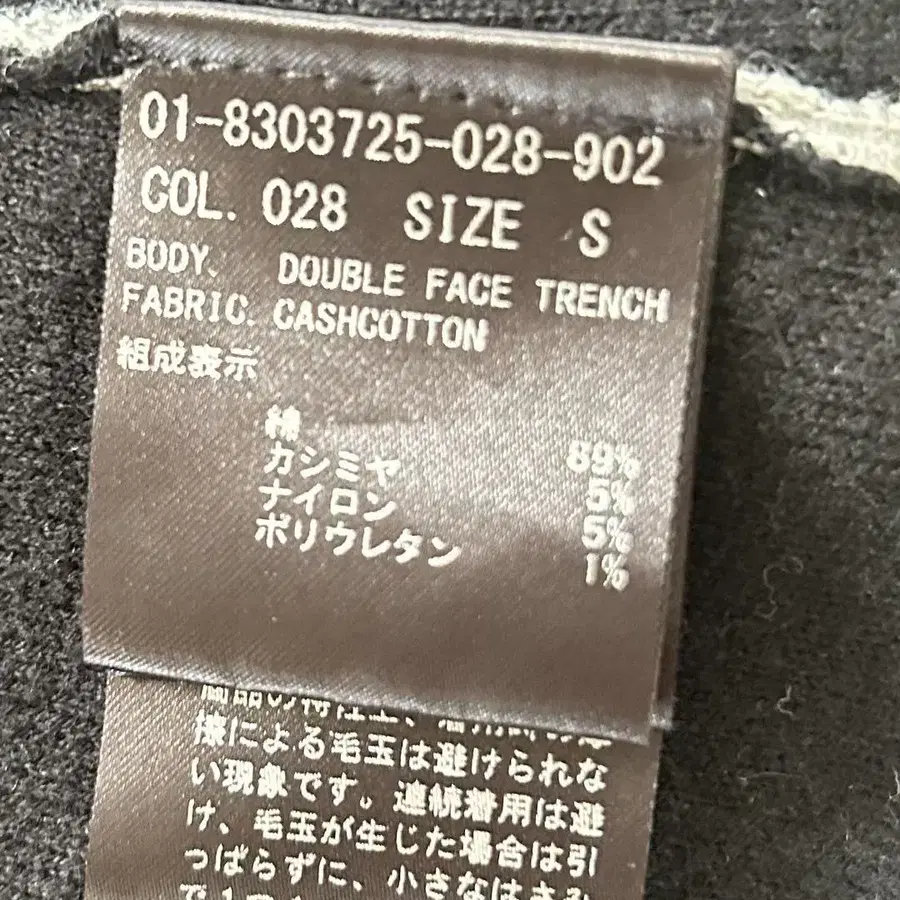 01-8303725-028-902
COL. 028 SIZE S
BODY、 DOUBLE FACE TRENCH
FABRIC. CASHCOTTON
組成表示
綿 89%
カシミヤ 5%
ナイロン 5%
ポリウレタン 1%
擦による毛玉は避けられな
い現象です。連続着用は避
け、毛玉が生じた場合は引
っぱらずに、小さなはさみ